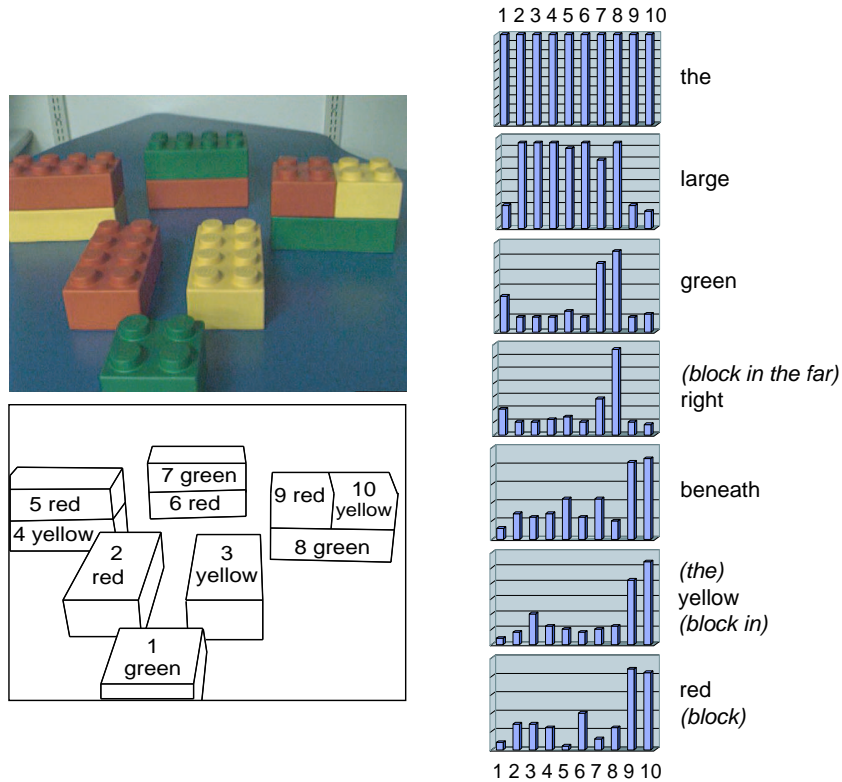 1 2 3 4 5 6 7 8 9 10
the
large
green
(block in the far)
right
beneath
(the)
yellow
(block in)
red
(block)
1 2 3 4 5 6 7 8 9 10
7 green
6 red
5 red
4 yellow
9 red
10
yellow
8 green
2
red
3
yellow
1
green